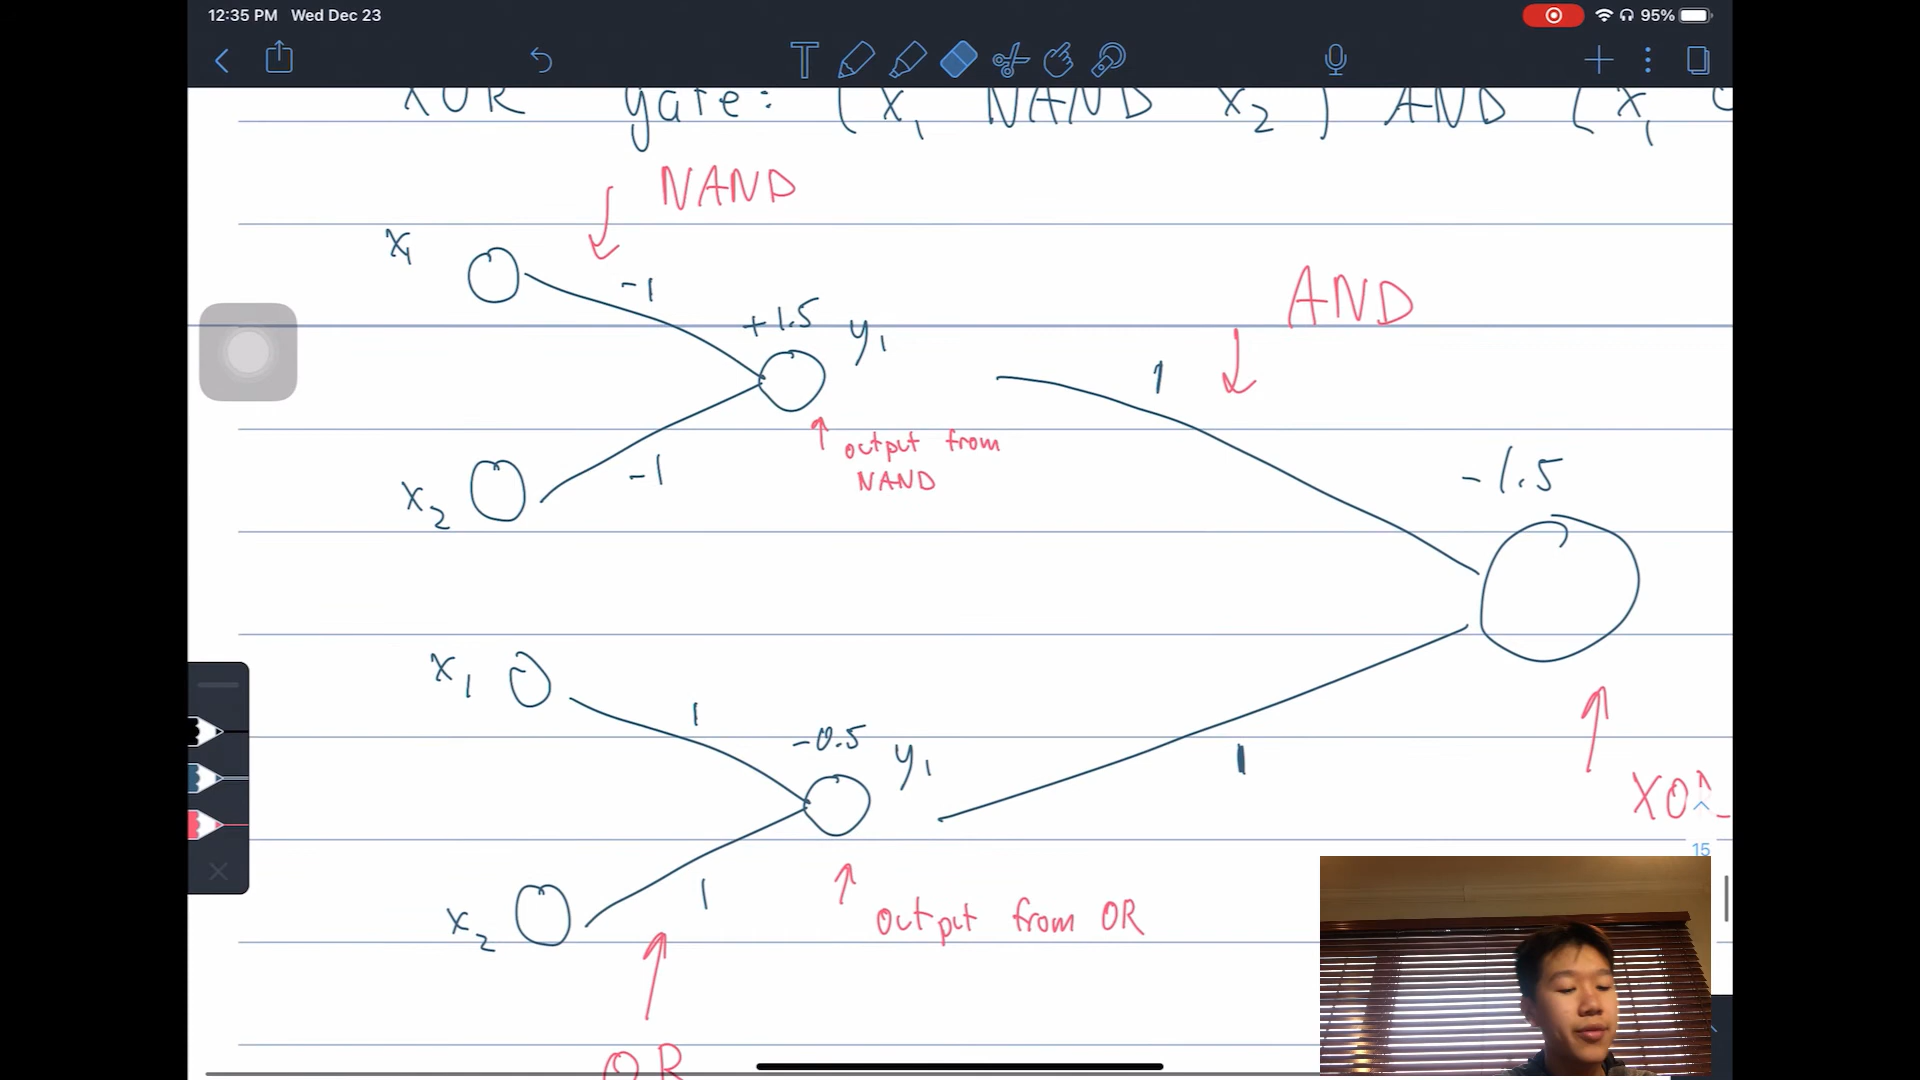 12:35 PM Wed Dec 23
95%
XOR gate: (x₁ NAND x₂) AND (x₁
NAND
x₁
-1
+1.5 y₁
AND
1
output from
NAND
-1
x₂
-1.5
x₁
1
-0.5 y₁
1
XOR
15
1
x₂
output from OR
OR